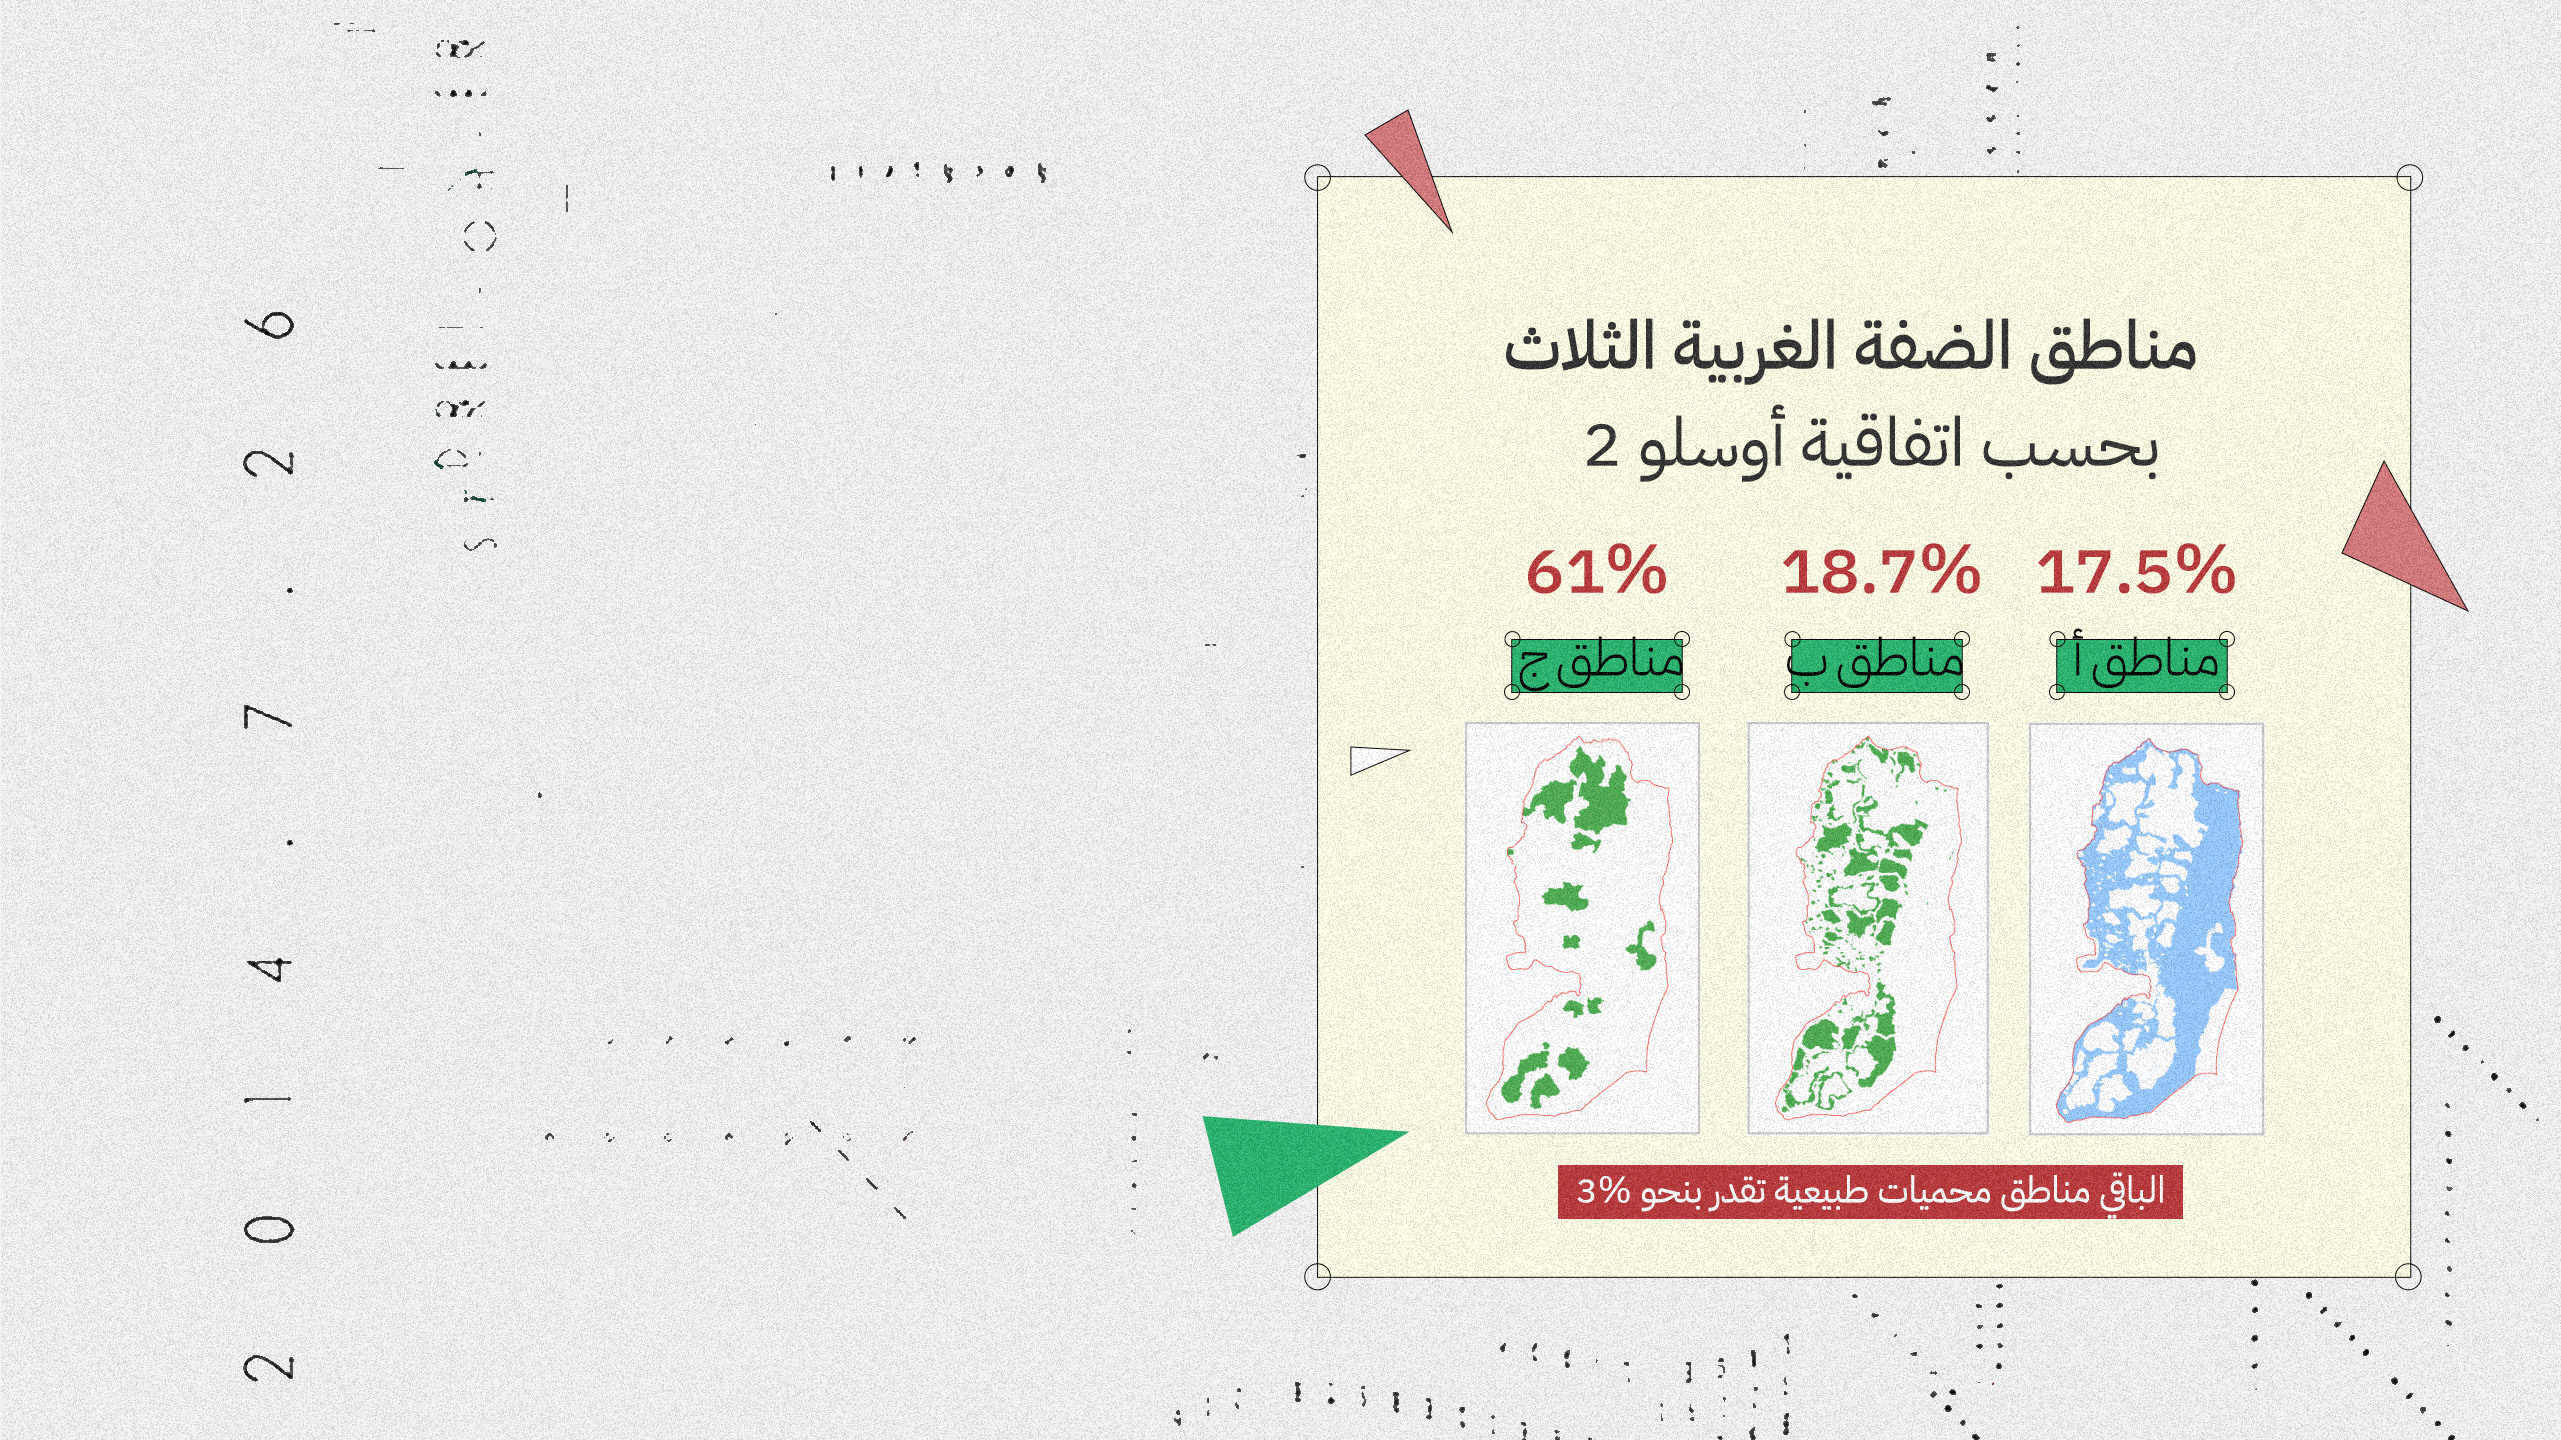 مناطق الضفة الغربية الثلاث
بحسب اتفاقية أوسلو 2
17.5% 18.7% 61%
مناطق أ مناطق ب مناطق ج
الباقي مناطق محميات طبيعية تقدر بنحو 3%
2 0 1 4 . 7 . 2 6